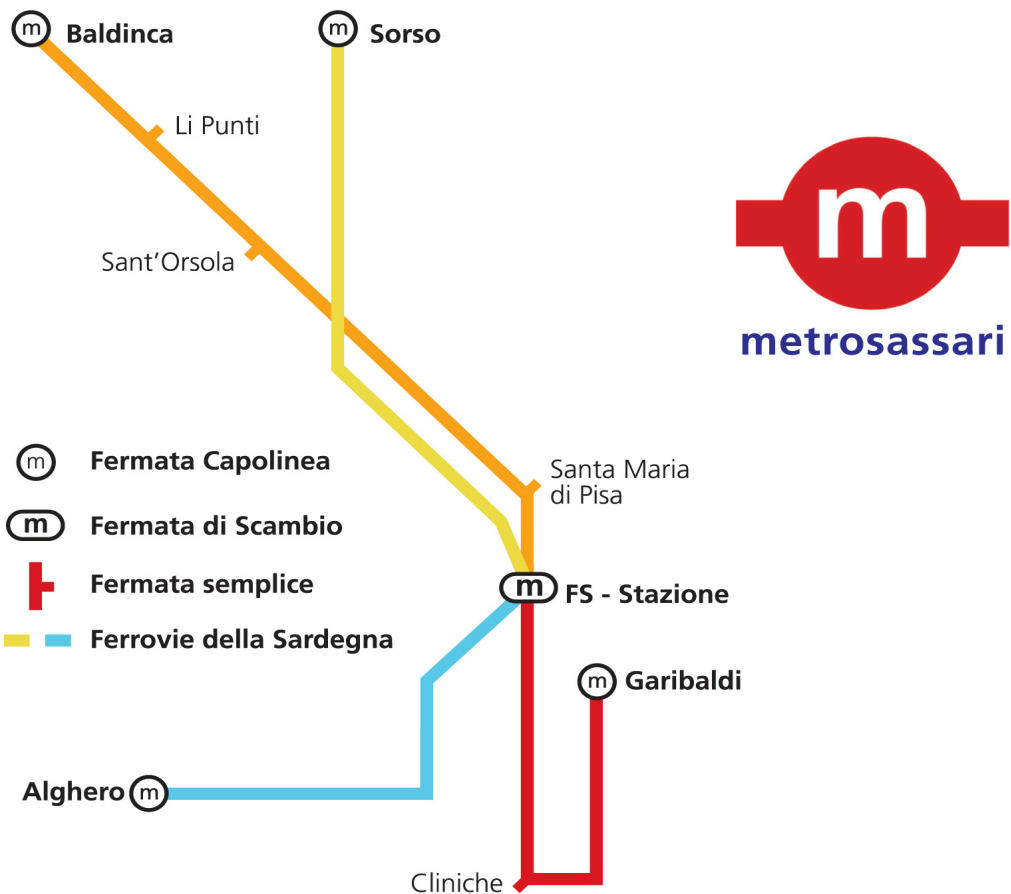 m Baldinca
m Sorso
Li Punti
Sant'Orsola
m
metrosassari
Santa Maria
di Pisa
m Fermata Capolinea
m Fermata di Scambio
Fermata semplice
Ferrovie della Sardegna
m FS - Stazione
m Garibaldi
Alghero m
Cliniche